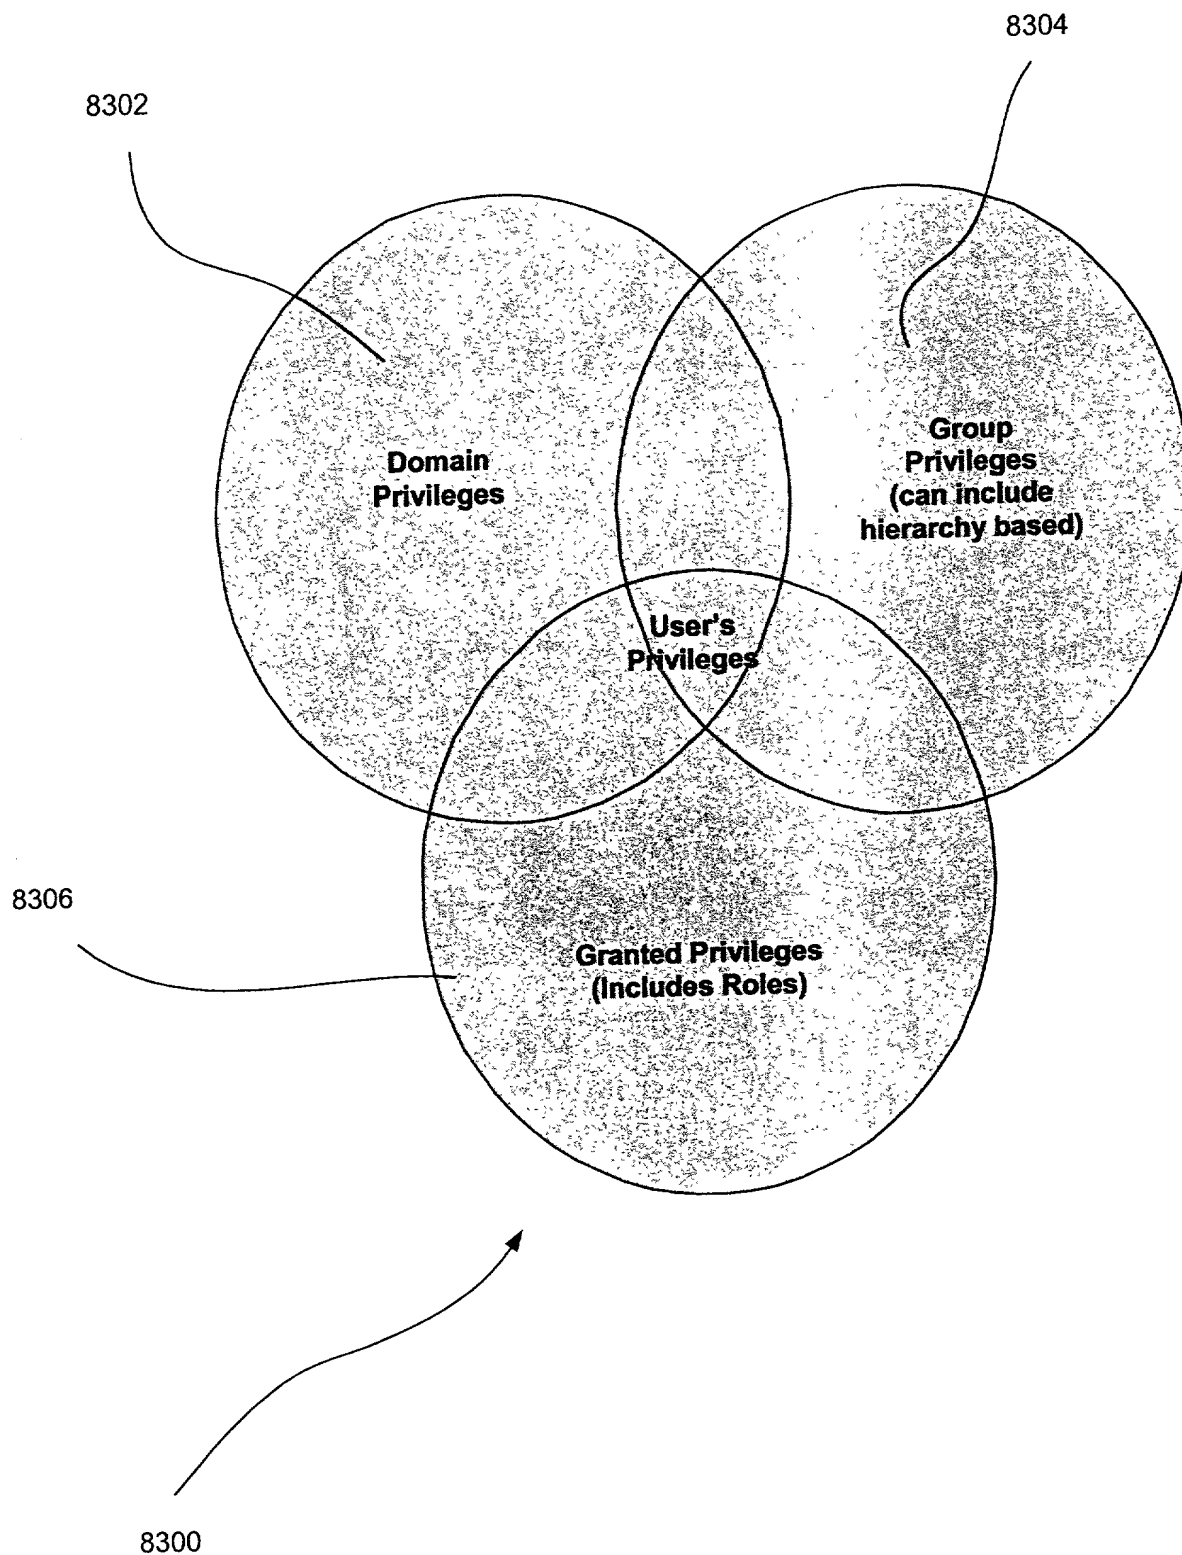 8304
8302
Domain
Privileges
Group
Privileges
(can include
hierarchy based)
User's
Privileges
8306
Granted Privileges
(Includes Roles)
8300